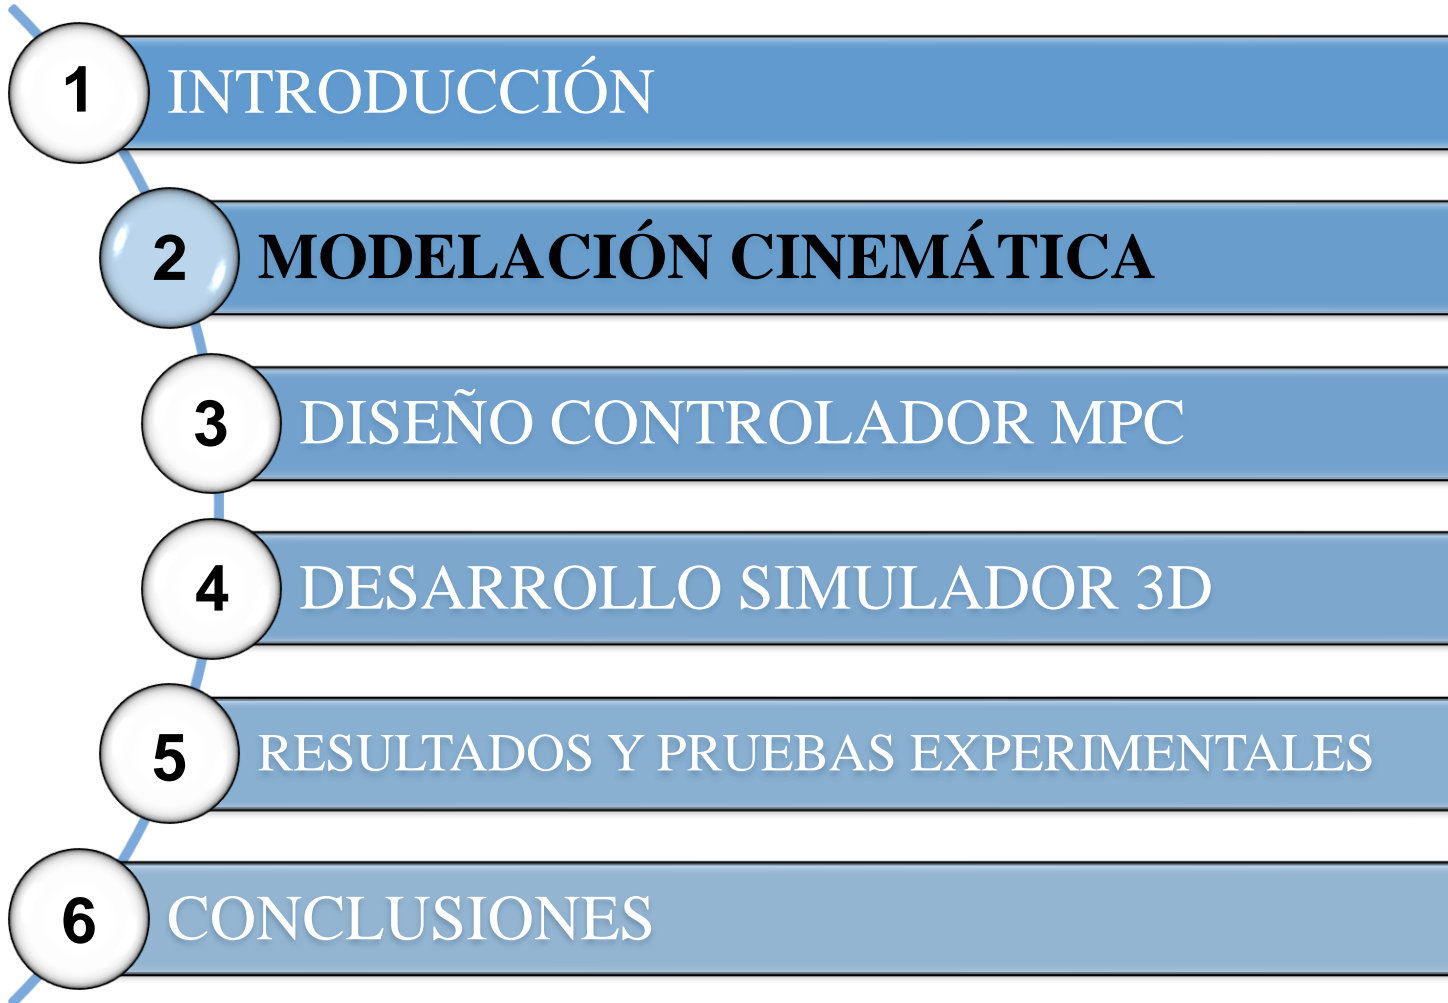 1 INTRODUCCIÓN
2 MODELACIÓN CINEMÁTICA
3 DISEÑO CONTROLADOR MPC
4 DESARROLLO SIMULADOR 3D
5 RESULTADOS Y PRUEBAS EXPERIMENTALES
6 CONCLUSIONES